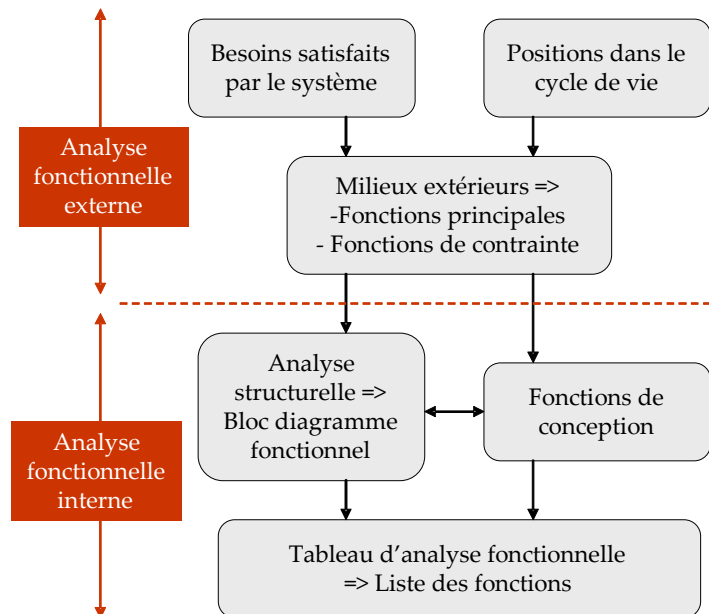 Besoins satisfaits
par le système
Positions dans le
cycle de vie
Analyse
fonctionnelle
externe
Milieux extérieurs =>
-Fonctions principales
- Fonctions de contrainte
Analyse
structurelle =>
Bloc diagramme
fonctionnel
Fonctions de
conception
Analyse
fonctionnelle
interne
Tableau d’analyse fonctionnelle
=> Liste des fonctions